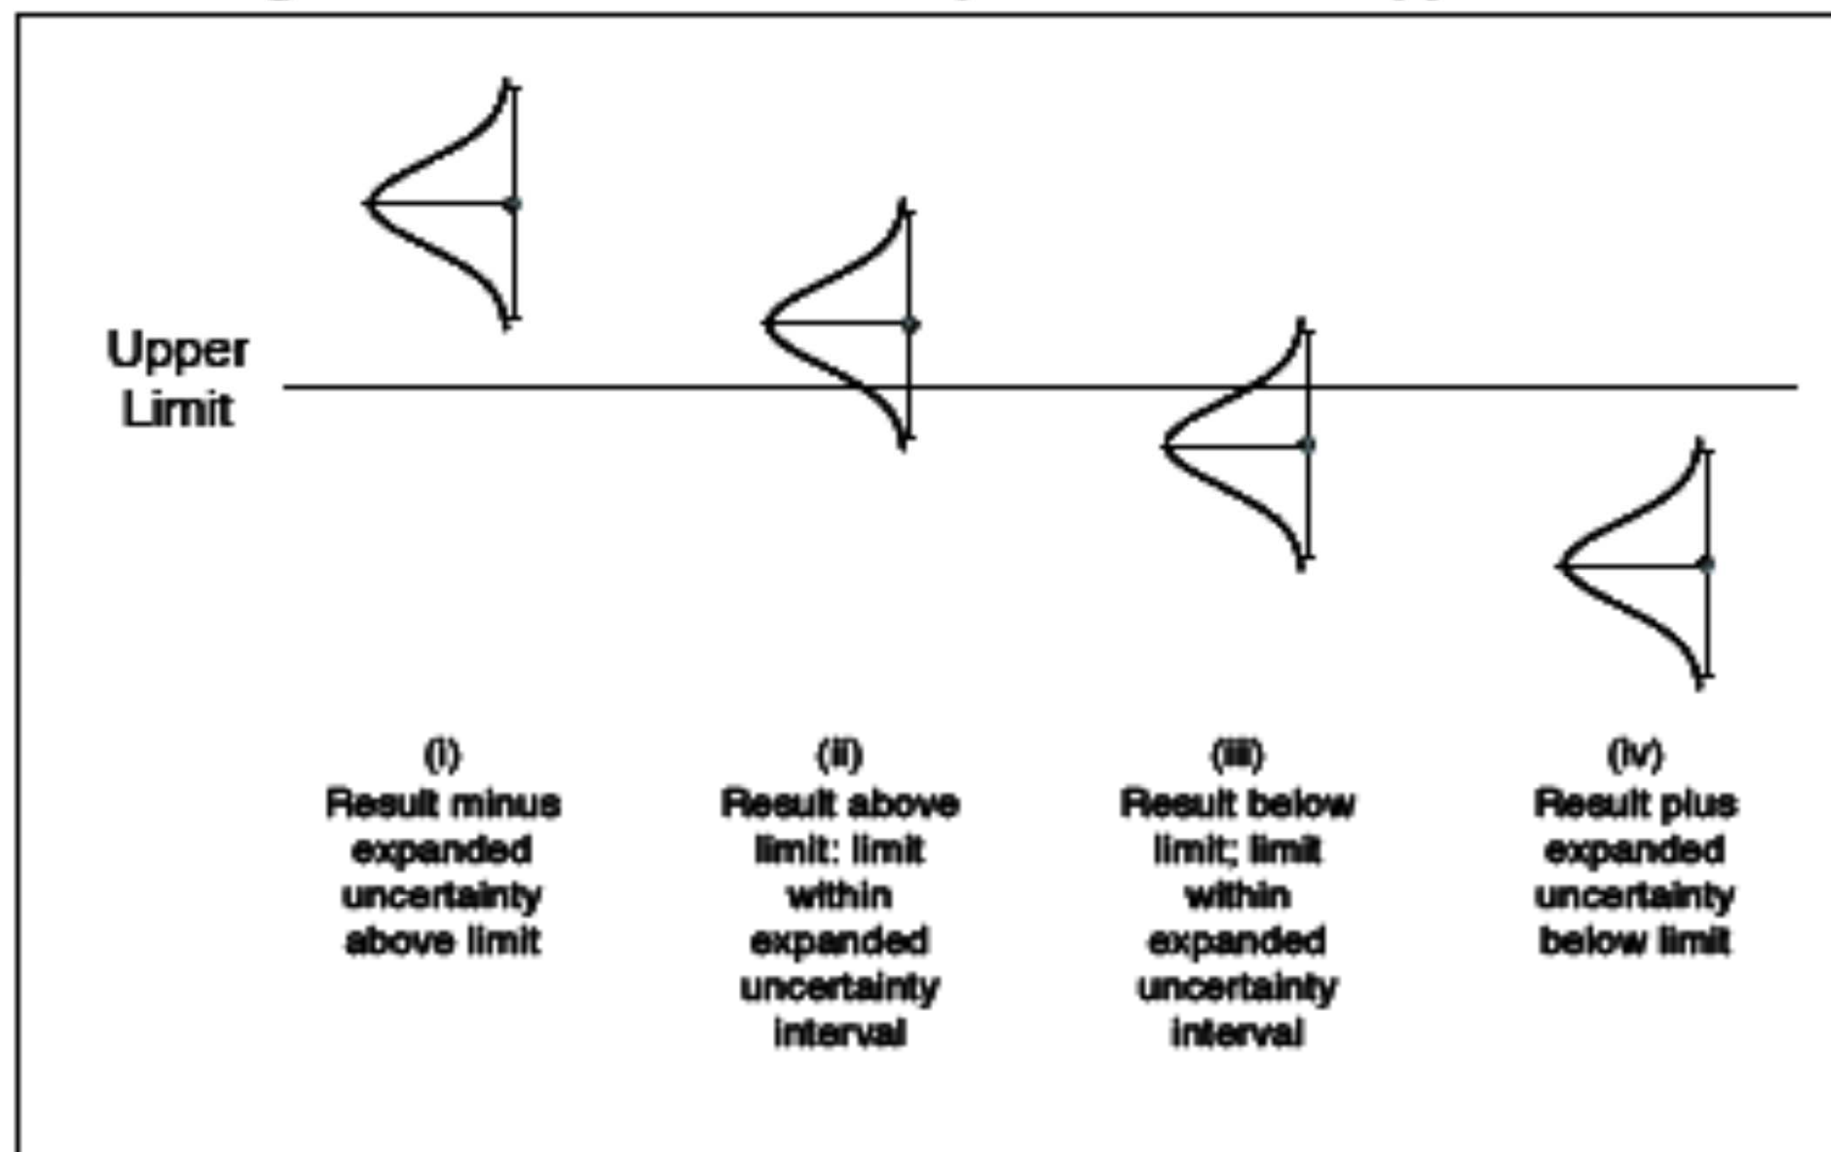 Upper
Limit
(i)
Result minus
expanded
uncertainty
above limit
(ii)
Result above
limit: limit
within
expanded
uncertainty
interval
(iii)
Result below
limit; limit
within
expanded
uncertainty
interval
(iv)
Result plus
expanded
uncertainty
below limit